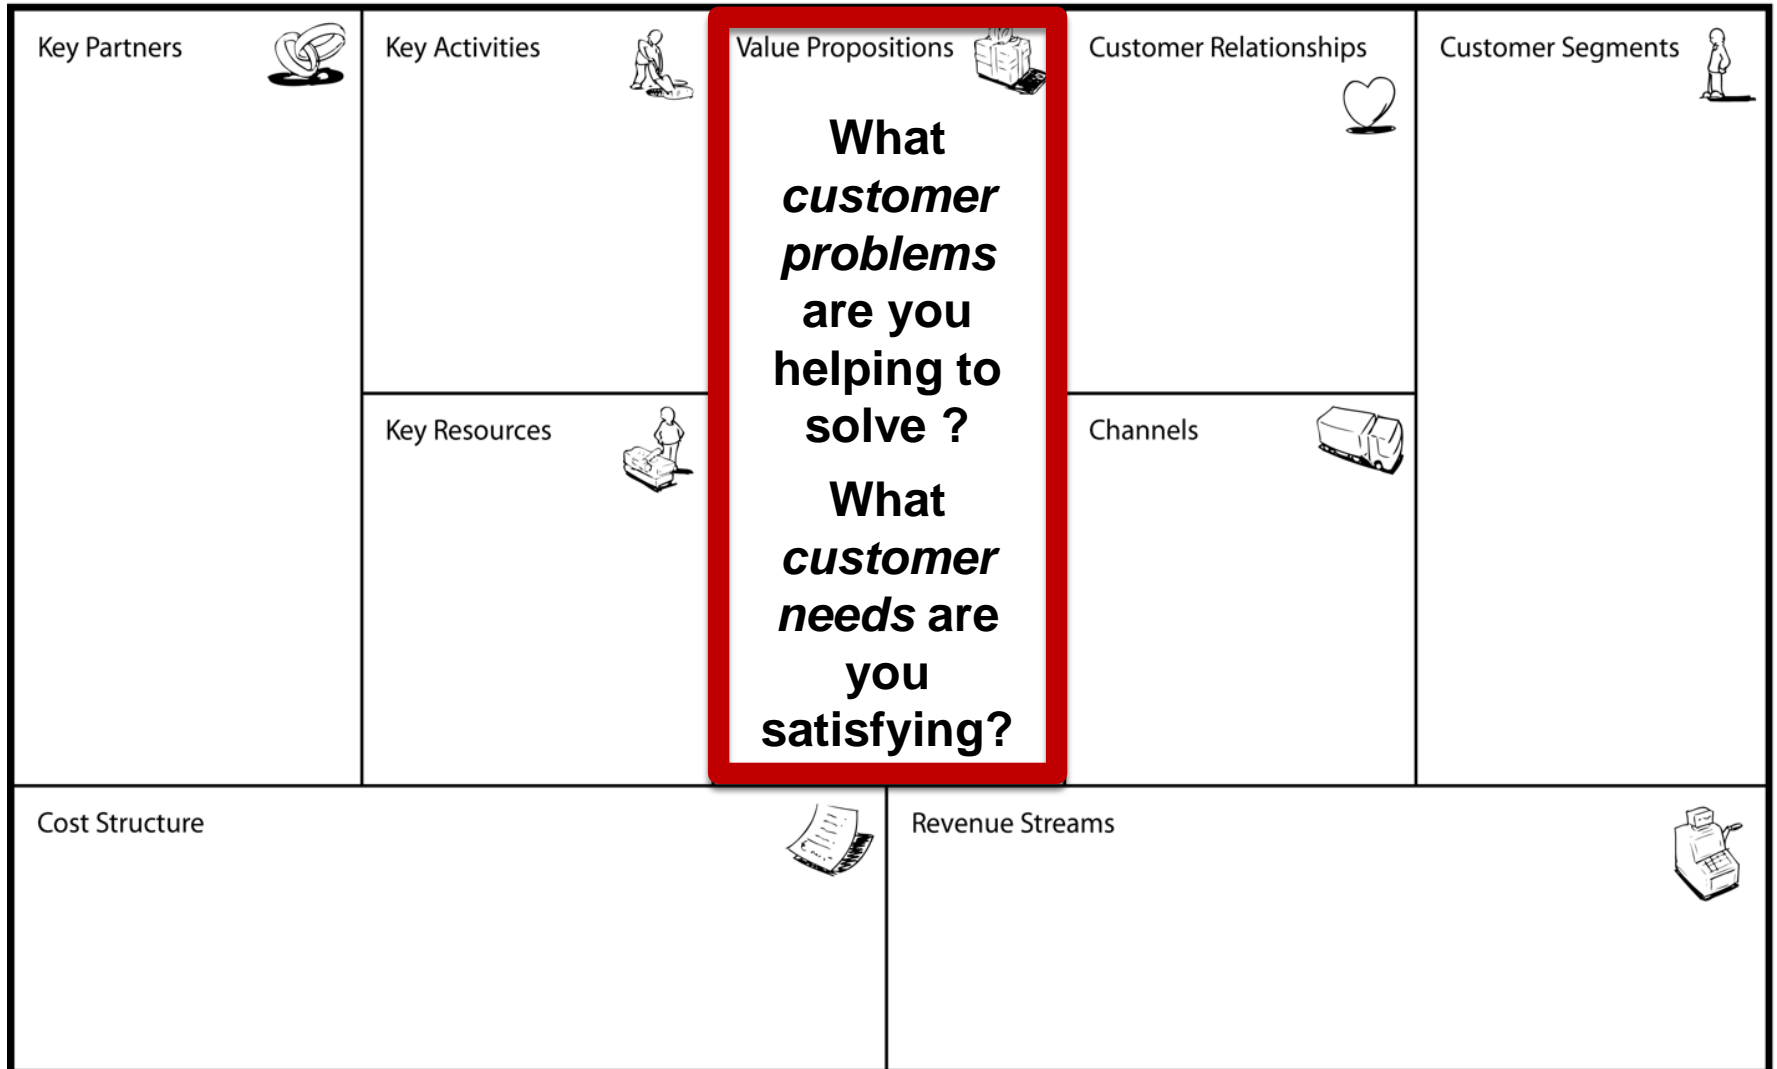 Key Partners
Key Activities
Value Propositions
Customer Relationships
Customer Segments
What
customer
problems
are you
helping to
solve ?
What
customer
needs are
you
satisfying?
Key Resources
Channels
Cost Structure
Revenue Streams